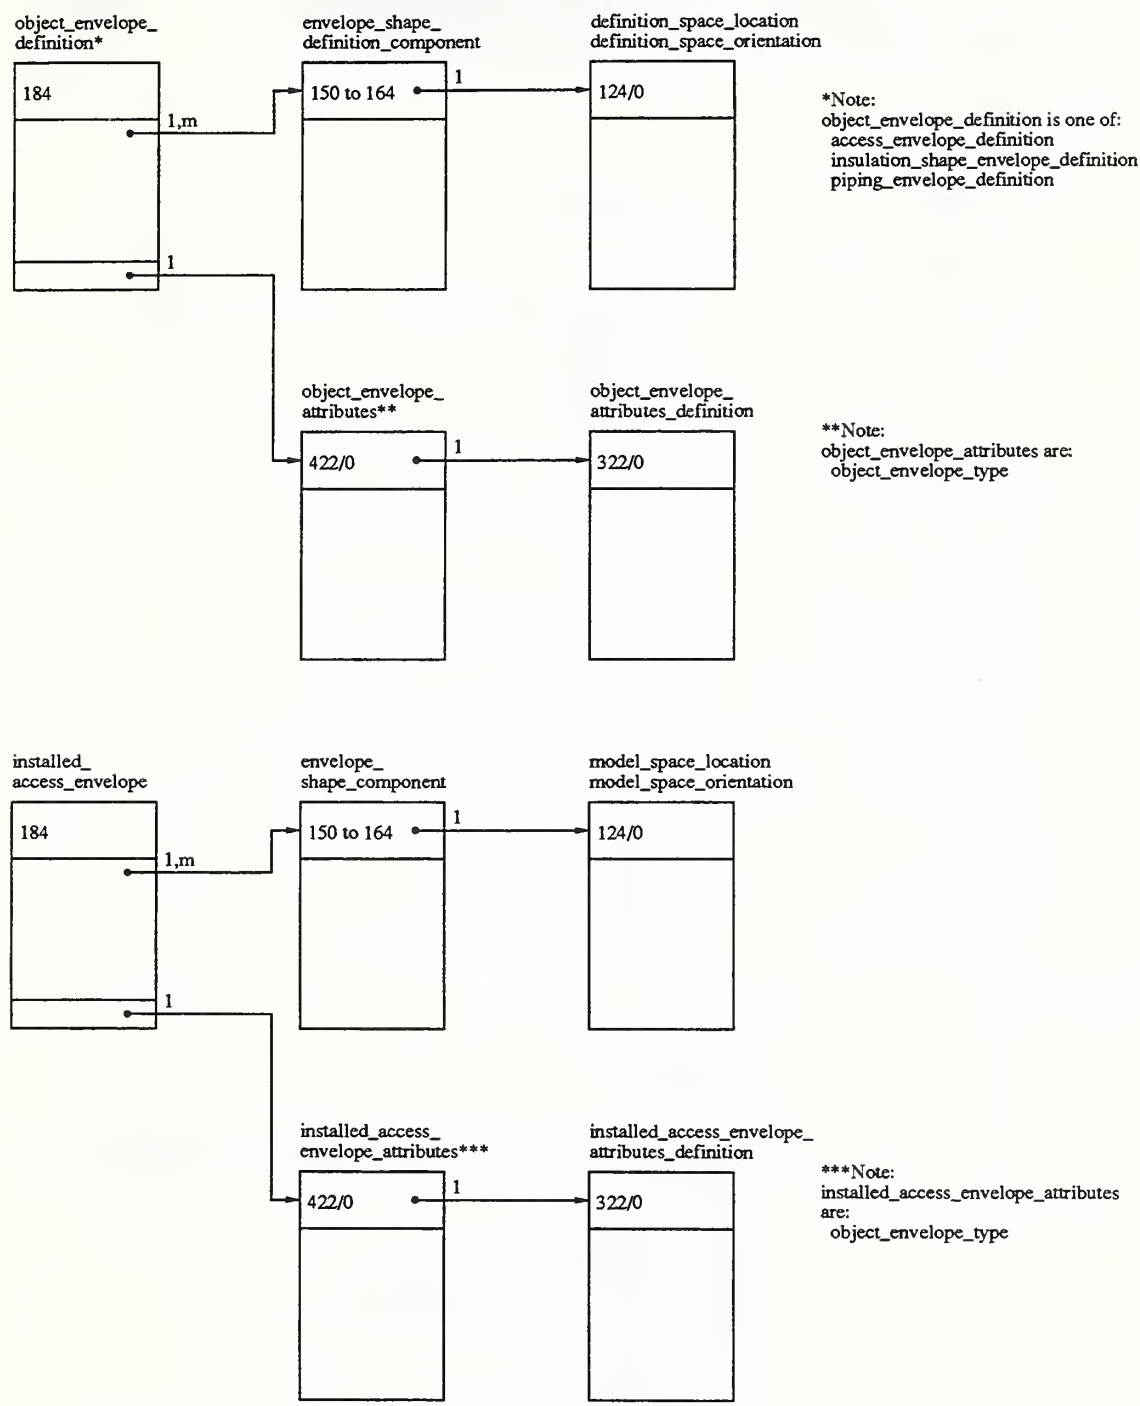 object_envelope_
definition*
envelope_shape_
definition_component
definition_space_location
definition_space_orientation
184
1,m
150 to 164
1
124/0
*Note:
object_envelope_definition is one of:
access_envelope_definition
insulation_shape_envelope_definition
piping_envelope_definition
1
object_envelope_
attributes**
object_envelope_
attributes_definition
422/0
1
322/0
**Note:
object_envelope_attributes are:
object_envelope_type
installed_
access_envelope
envelope_
shape_component
model_space_location
model_space_orientation
184
1,m
150 to 164
1
124/0
1
installed_access_
envelope_attributes***
installed_access_envelope_
attributes_definition
422/0
1
322/0
***Note:
installed_access_envelope_attributes
are:
object_envelope_type